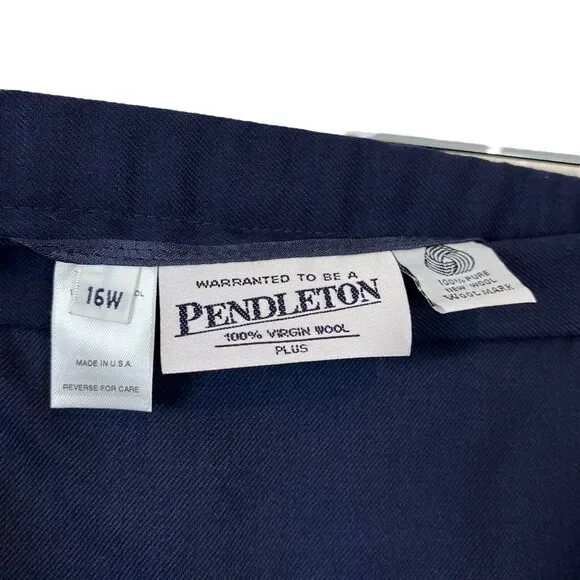 16W
MADE IN U.S.A.
REVERSE FOR CARE
WARRANTED TO BE A
PENDLETON
100% VIRGIN WOOL
PLUS
100% PURE
NEW WOOL
WOOLMARK